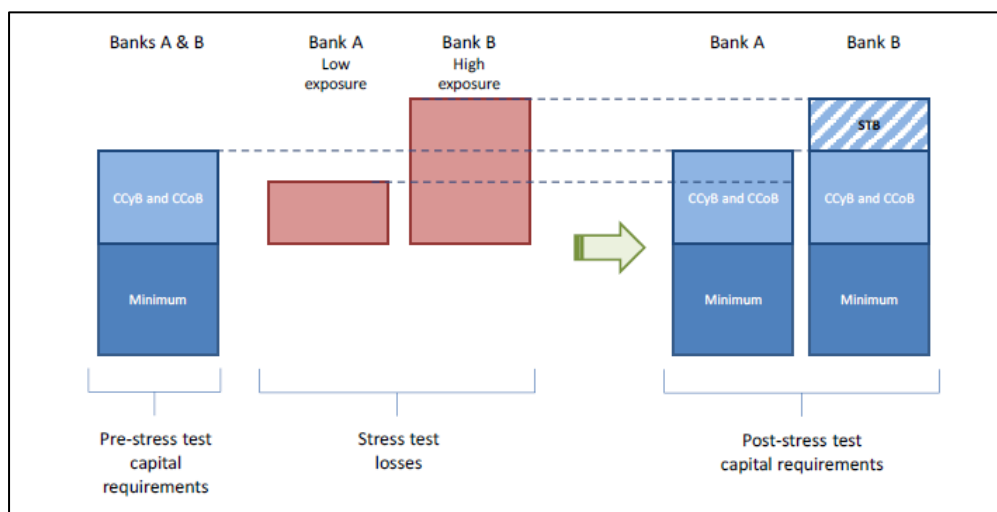 Banks A & B
Bank A
Low
exposure
Bank B
High
exposure
Bank A
Bank B
STB
CCyB and CCoB
CCyB and CCoB
CCyB and CCoB
Minimum
Minimum
Minimum
Pre-stress test
capital
requirements
Stress test
losses
Post-stress test
capital requirements